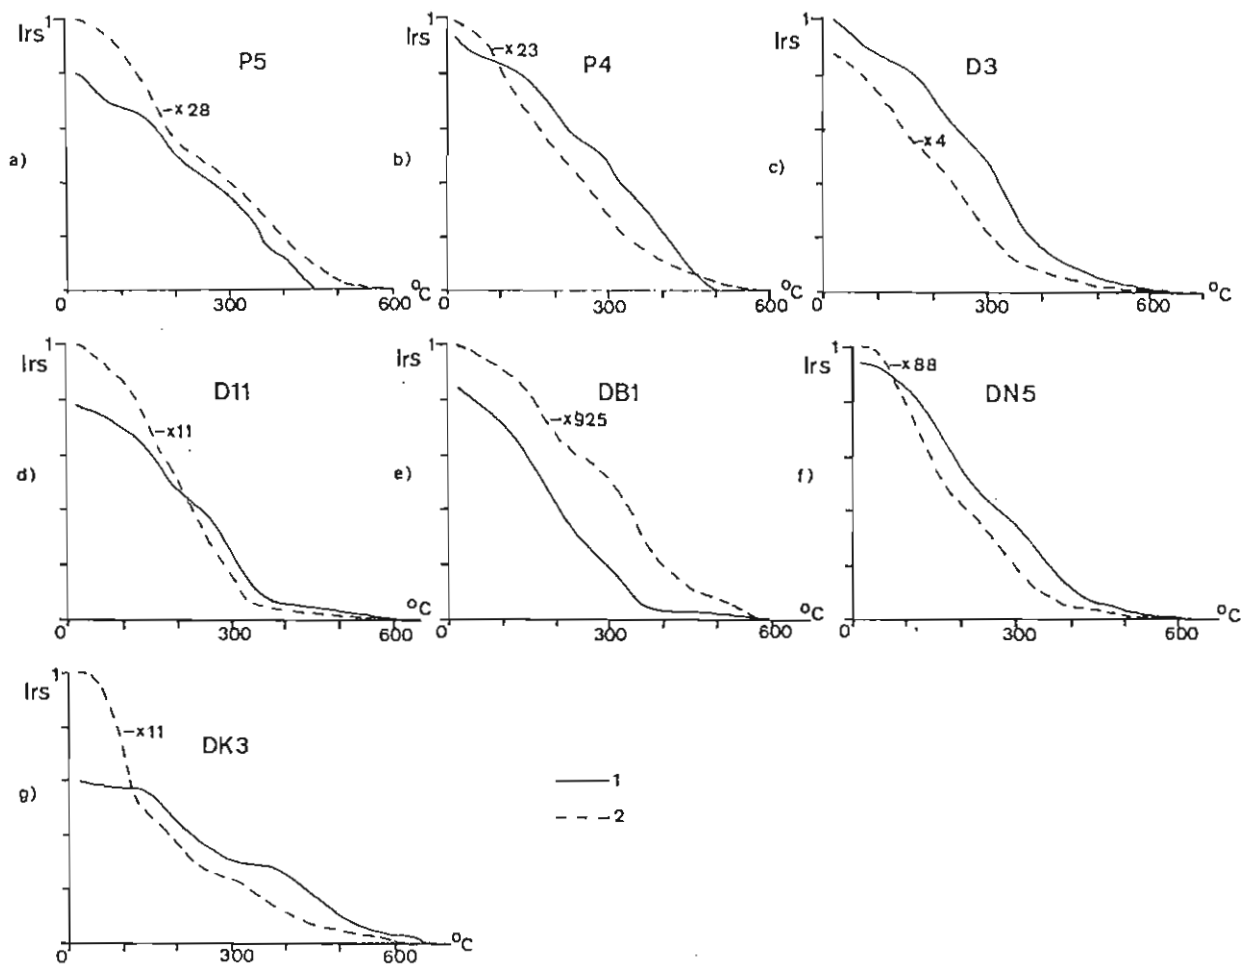 Irs 1
P5
x 28
a)
0 300 600 °C
Irs 1
P4
x23
b)
0 300 600 °C
Irs 1
D3
x4
c)
0 300 600 °C
Irs 1
D11
x11
d)
0 300 600 °C
Irs 1
DB1
x925
e)
0 300 600 °C
Irs 1
DN5
x88
f)
0 300 600 °C
Irs 1
DK3
x11
g)
0 300 600 °C
1
2